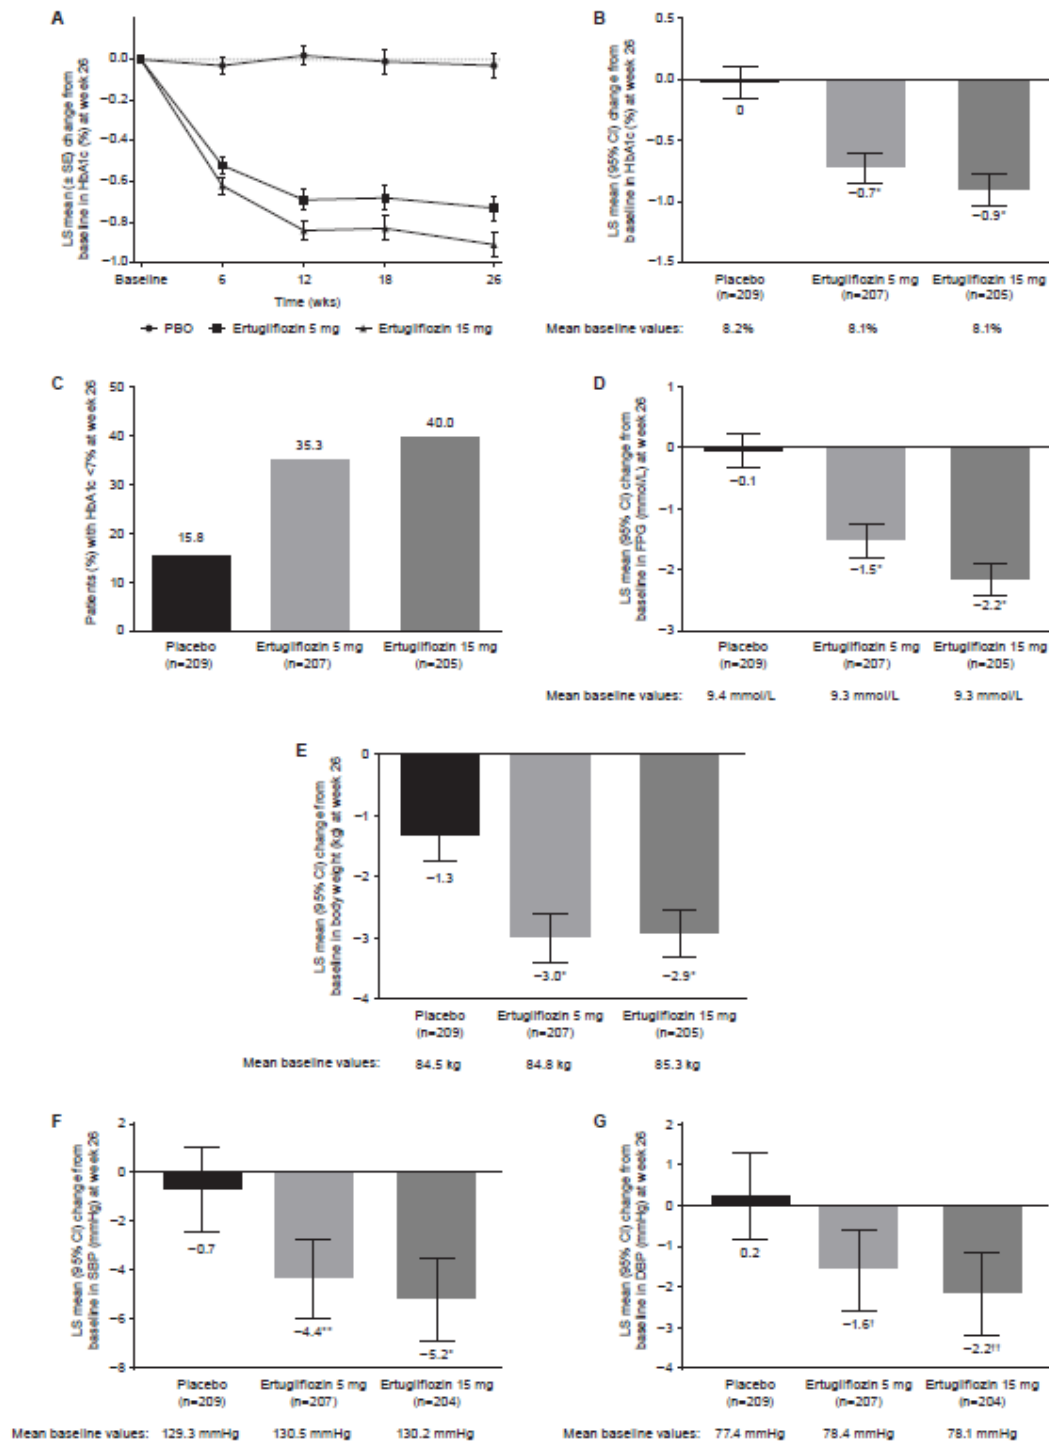 A
LS mean (± SE) change from
baseline in HbA1c (%) at week 26
0.0
−0.2
−0.4
−0.6
−0.8
−1.0
Baseline 6 12 18 26
Time (wks)
PBO Ertugliflozin 5 mg Ertugliflozin 15 mg
B
LS mean (95% CI) change from
baseline in HbA1c (%) at week 26
0.5
0.0
−0.5
−1.0
−1.5
0
−0.7*
−0.9*
Placebo Ertugliflozin 5 mg Ertugliflozin 15 mg
(n=209) (n=207) (n=205)
Mean baseline values: 8.2% 8.1% 8.1%
C
Patients (%) with HbA1c <7% at week 26
50
40
30
20
10
0
15.8
35.3
40.0
Placebo Ertugliflozin 5 mg Ertugliflozin 15 mg
(n=209) (n=207) (n=205)
D
LS mean (95% CI) change from
baseline in FPG (mmol/L) at week 26
1
0
−1
−2
−3
−0.1
−1.5*
−2.2*
Placebo Ertugliflozin 5 mg Ertugliflozin 15 mg
(n=209) (n=207) (n=205)
Mean baseline values: 9.4 mmol/L 9.3 mmol/L 9.3 mmol/L
E
LS mean (95% CI) change from
baseline in body weight (kg) at week 26
0
−1
−2
−3
−4
−1.3
−3.0*
−2.9*
Placebo Ertugliflozin 5 mg Ertugliflozin 15 mg
(n=209) (n=207) (n=205)
Mean baseline values: 84.5 kg 84.8 kg 85.3 kg
F
LS mean (95% CI) change from
baseline in SBP (mmHg) at week 26
2
0
−2
−4
−6
−8
−0.7
−4.4**
−5.2*
Placebo Ertugliflozin 5 mg Ertugliflozin 15 mg
(n=209) (n=207) (n=204)
Mean baseline values: 129.3 mmHg 130.5 mmHg 130.2 mmHg
G
LS mean (95% CI) change from
baseline in DBP (mmHg) at week 26
2
1
0
−1
−2
−3
−4
0.2
−1.6†
−2.2††
Placebo Ertugliflozin 5 mg Ertugliflozin 15 mg
(n=209) (n=207) (n=204)
Mean baseline values: 77.4 mmHg 78.4 mmHg 78.1 mmHg